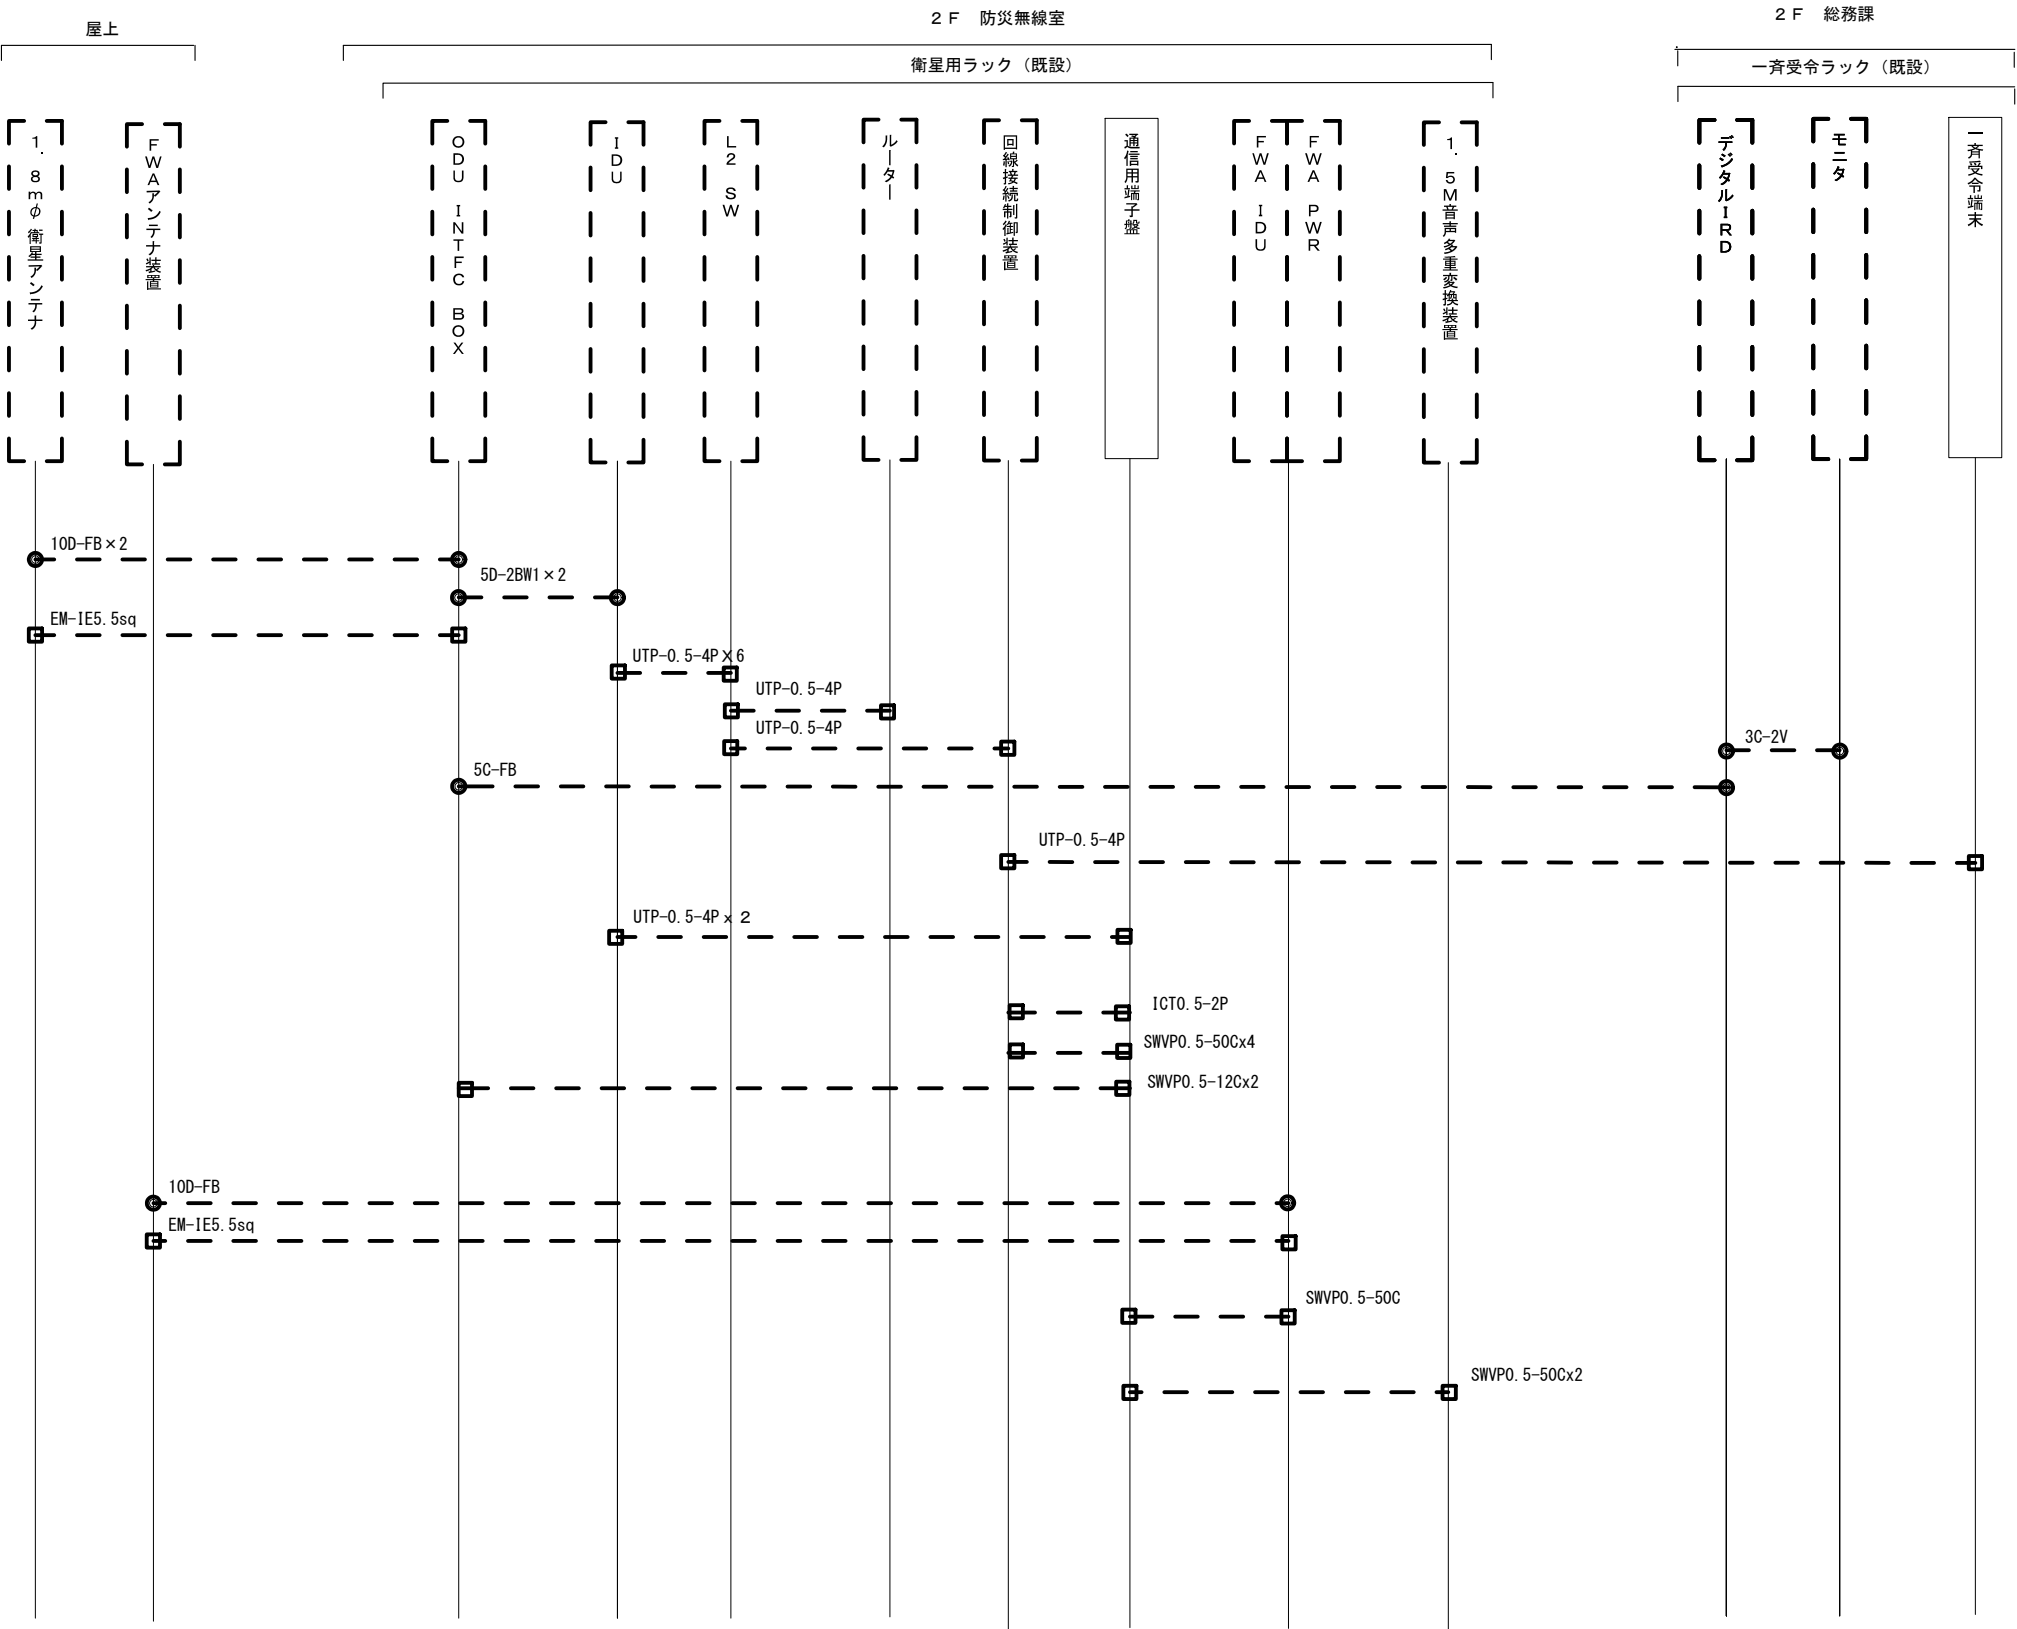 屋上
２Ｆ　防災無線室
２Ｆ　総務課
衛星用ラック（既設）
一斉受令ラック（既設）
１．８ｍφ衛星アンテナ
ＦＷＡアンテナ装置
ＯＤＵ　ＩＮＴＦＣ　ＢＯＸ
ＩＤＵ
Ｌ２　ＳＷ
ルーター
回線接続制御装置
通信用端子盤
ＦＷＡ　ＩＤＵ
ＦＷＡ　ＰＷＲ
１．５Ｍ音声多重変換装置
デジタルＩＲＤ
モニタ
一斉受令端末
10D-FB×2
5D-2BW1×2
EM-IE5.5sq
UTP-0.5-4P×6
UTP-0.5-4P
UTP-0.5-4P
3C-2V
5C-FB
UTP-0.5-4P
UTP-0.5-4Pｘ２
ICT0.5-2P
SWVP0.5-50Cx4
SWVP0.5-12Cx2
10D-FB
EM-IE5.5sq
SWVP0.5-50C
SWVP0.5-50Cx2